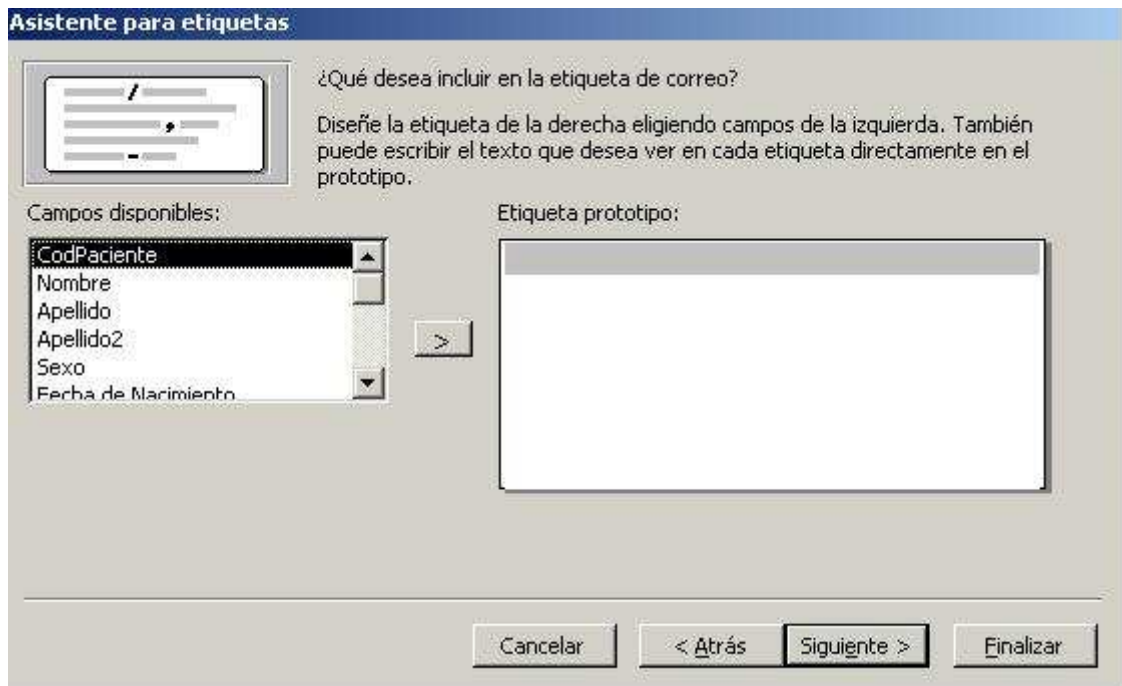 Asistente para etiquetas
¿Qué desea incluir en la etiqueta de correo?
Diseñe la etiqueta de la derecha eligiendo campos de la izquierda. También
puede escribir el texto que desea ver en cada etiqueta directamente en el
prototipo.
Campos disponibles:
Etiqueta prototipo:
CodPaciente
Nombre
Apellido
Apellido2
Sexo
Fecha de Nacimiento
>
Cancelar
< Atrás
Siguiente >
Finalizar